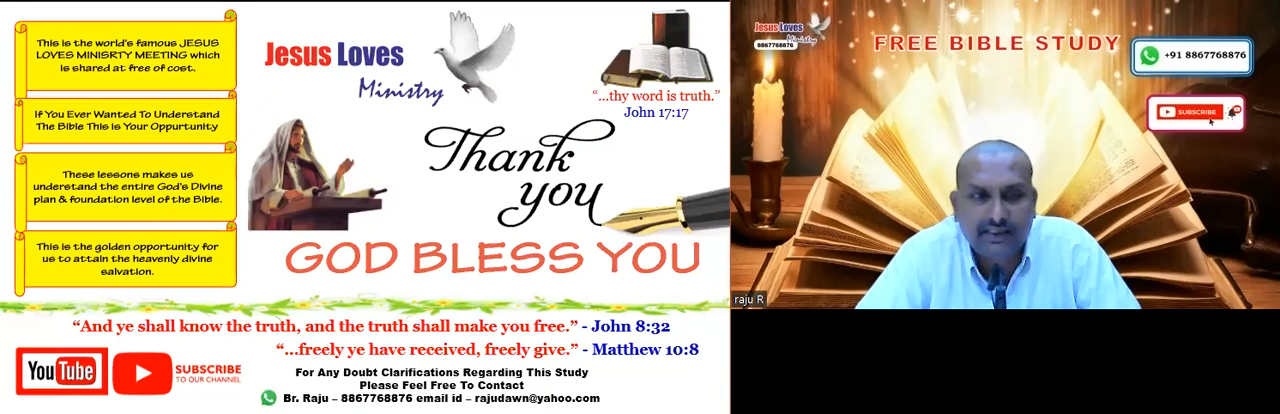 This is the world's famous JESUS
LOVES MINISRTY MEETING which
is shared at free of cost.
If You Ever Wanted To Understand
The Bible This is Your Oppurtunity
These lessons makes us
understand the entire God's Divine
plan & foundation level of the Bible.
This is the golden opportunity for
us to attain the heavenly divine
salvation.
Jesus Loves
Ministry
"...thy word is truth."
John 17:17
Thank
you
GOD BLESS YOU
"And ye shall know the truth, and the truth shall make you free." - John 8:32
"...freely ye have received, freely give." - Matthew 10:8
YouTube
SUBSCRIBE
TO OUR CHANNEL
For Any Doubt Clarifications Regarding This Study
Please Feel Free To Contact
Br. Raju – 8867768876 email id – rajudawn@yahoo.com
Jesus Loves
Ministry
8867768876
FREE BIBLE STUDY
+91 8867768876
SUBSCRIBE
raju R